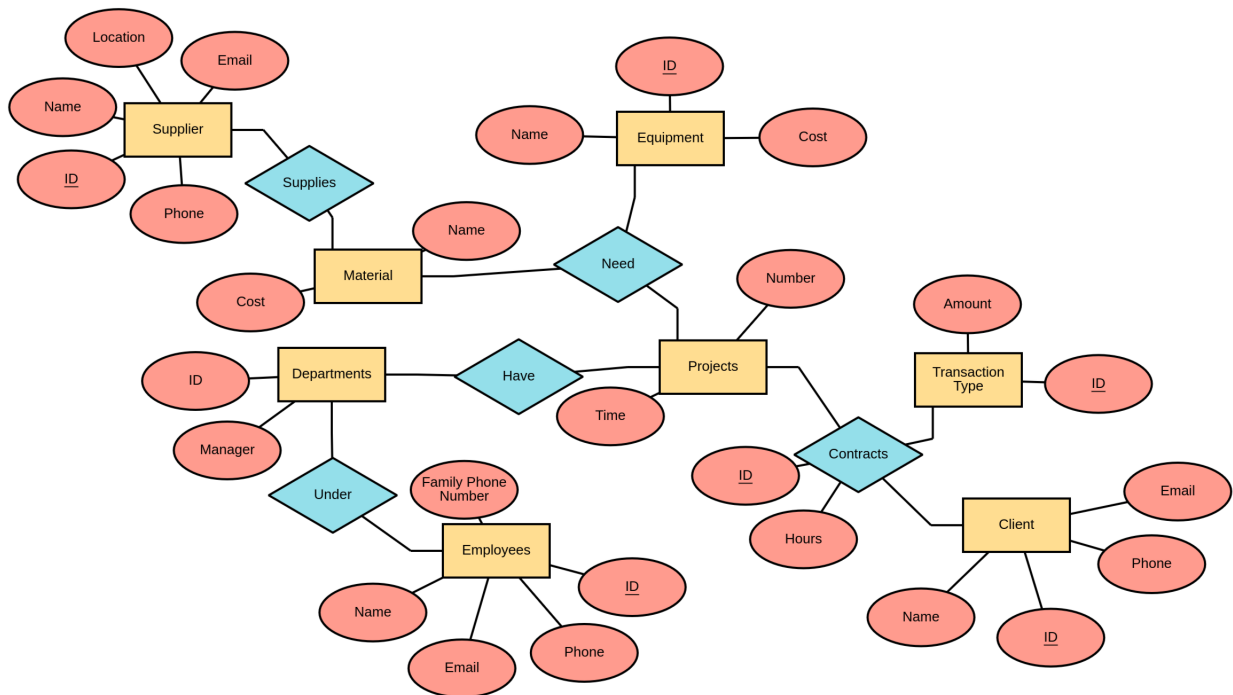 Location
Email
Name
Supplier
ID
Phone
Supplies
ID
Name
Equipment
Cost
Name
Material
Cost
Need
Number
Amount
Transaction
Type
ID
ID
Departments
Have
Projects
Time
Manager
Contracts
ID
Hours
Under
Family Phone
Number
Employees
ID
Name
Email
Phone
Email
Client
Phone
Name
ID